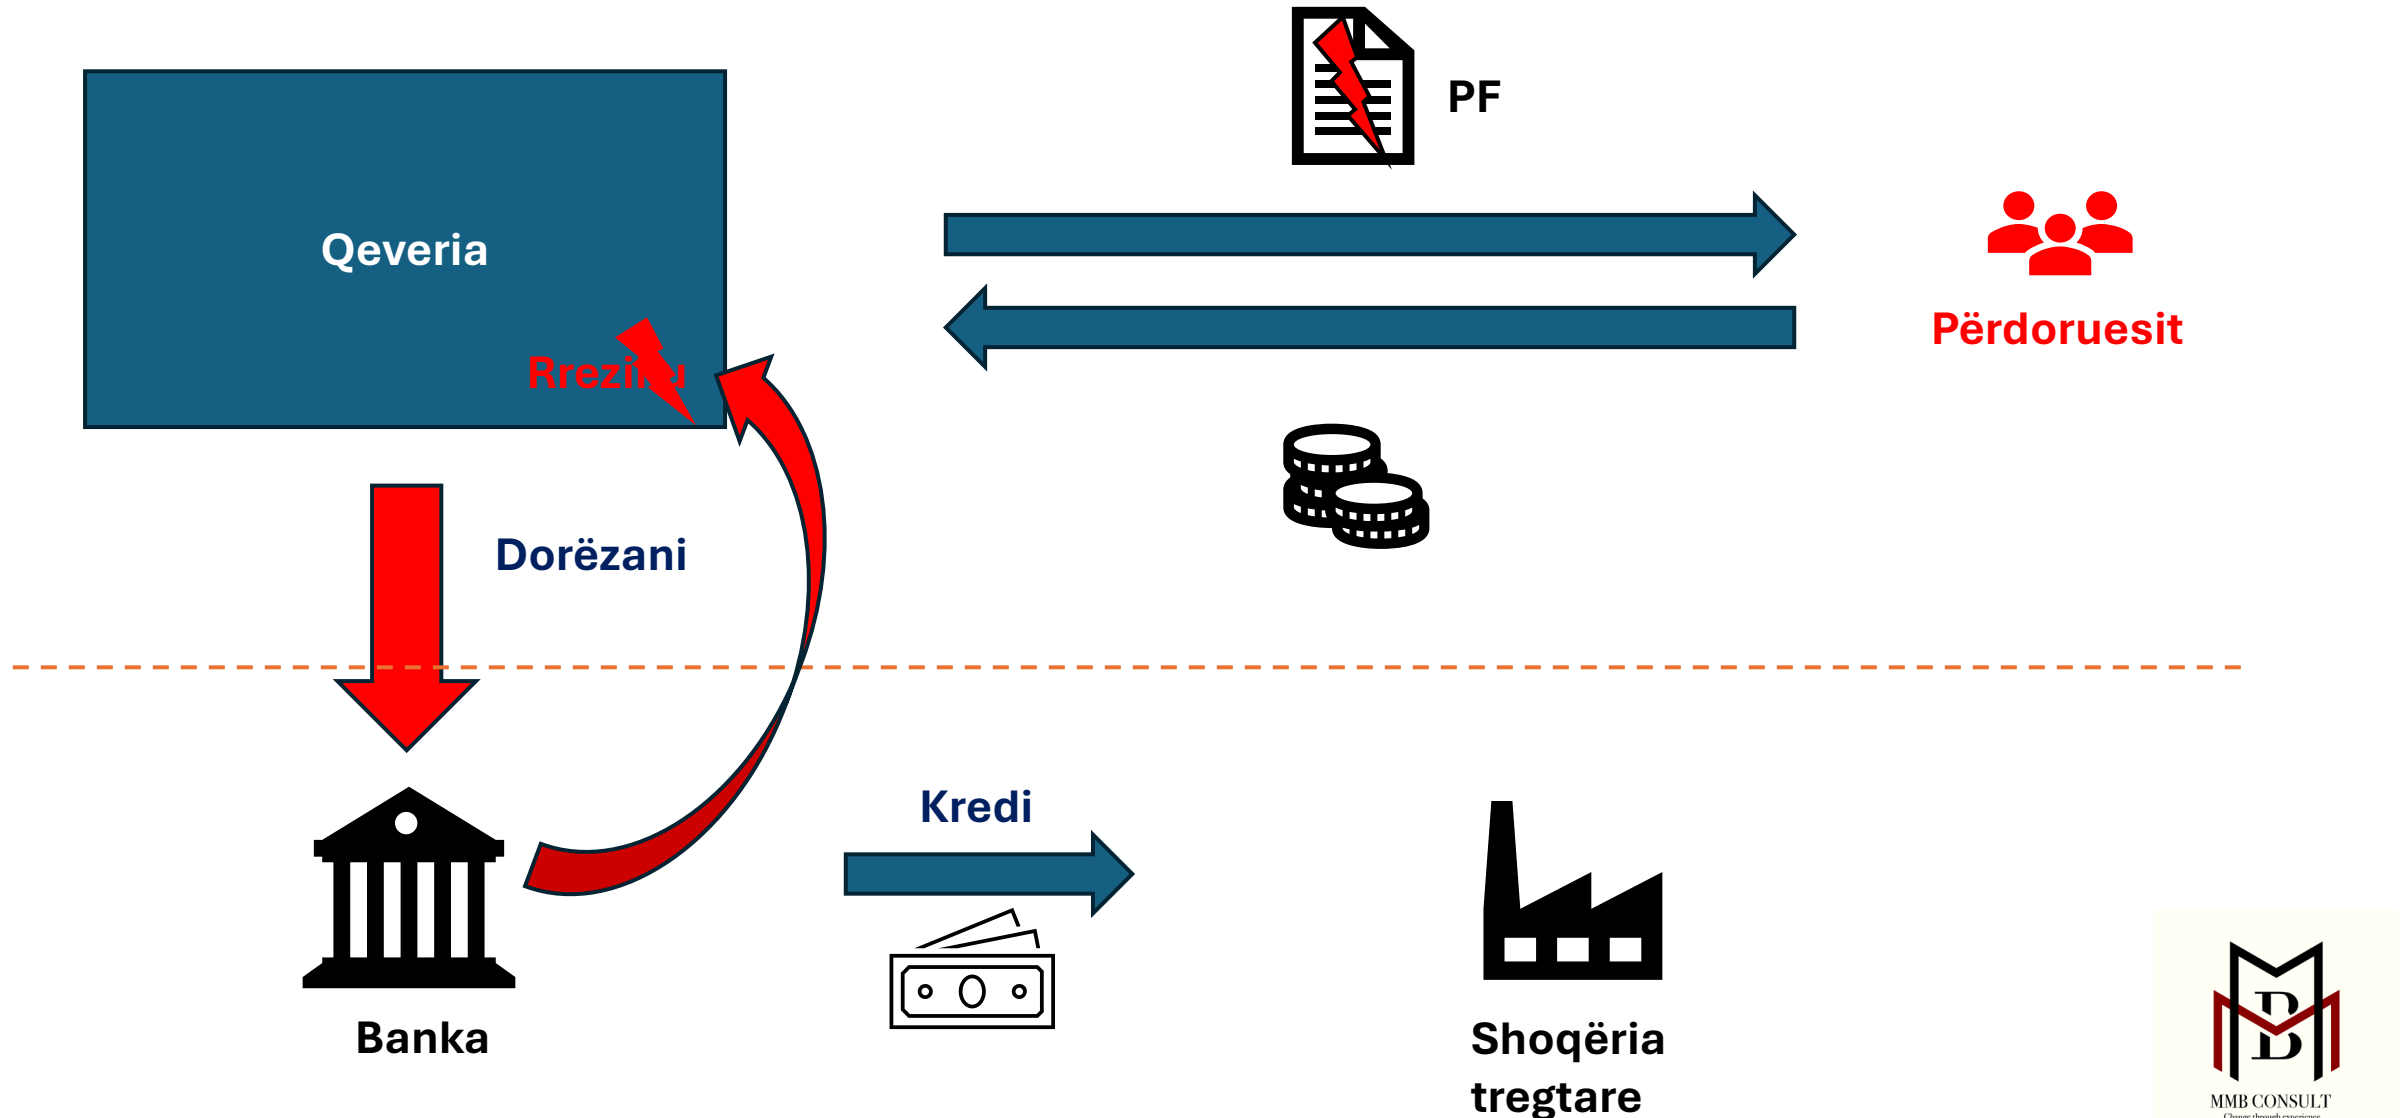 PF
Qeveria
Përdoruesit
Dorëzani
Kredi
Banka
Shoqëria
tregtare
MMB CONSULT